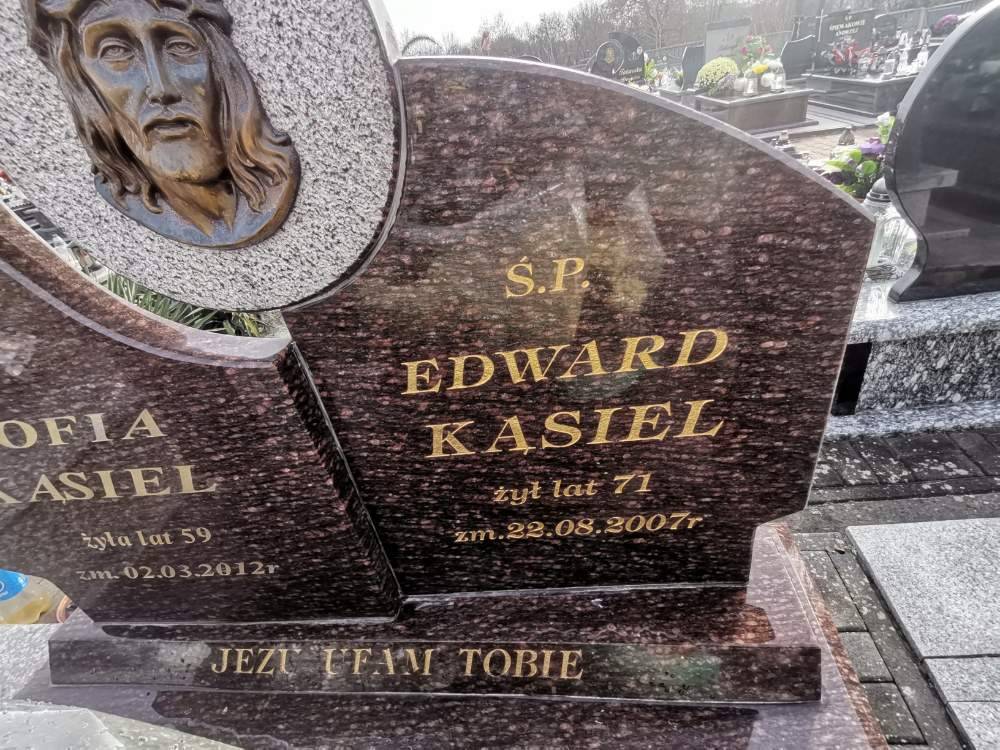 OFIA
KĄSIEL
żyła lat 59
zm. 02.03.2012r
Ś.P.
EDWARD
KĄSIEL
żył lat 71
zm. 22.08.2007r
JEZU UFAM TOBIE